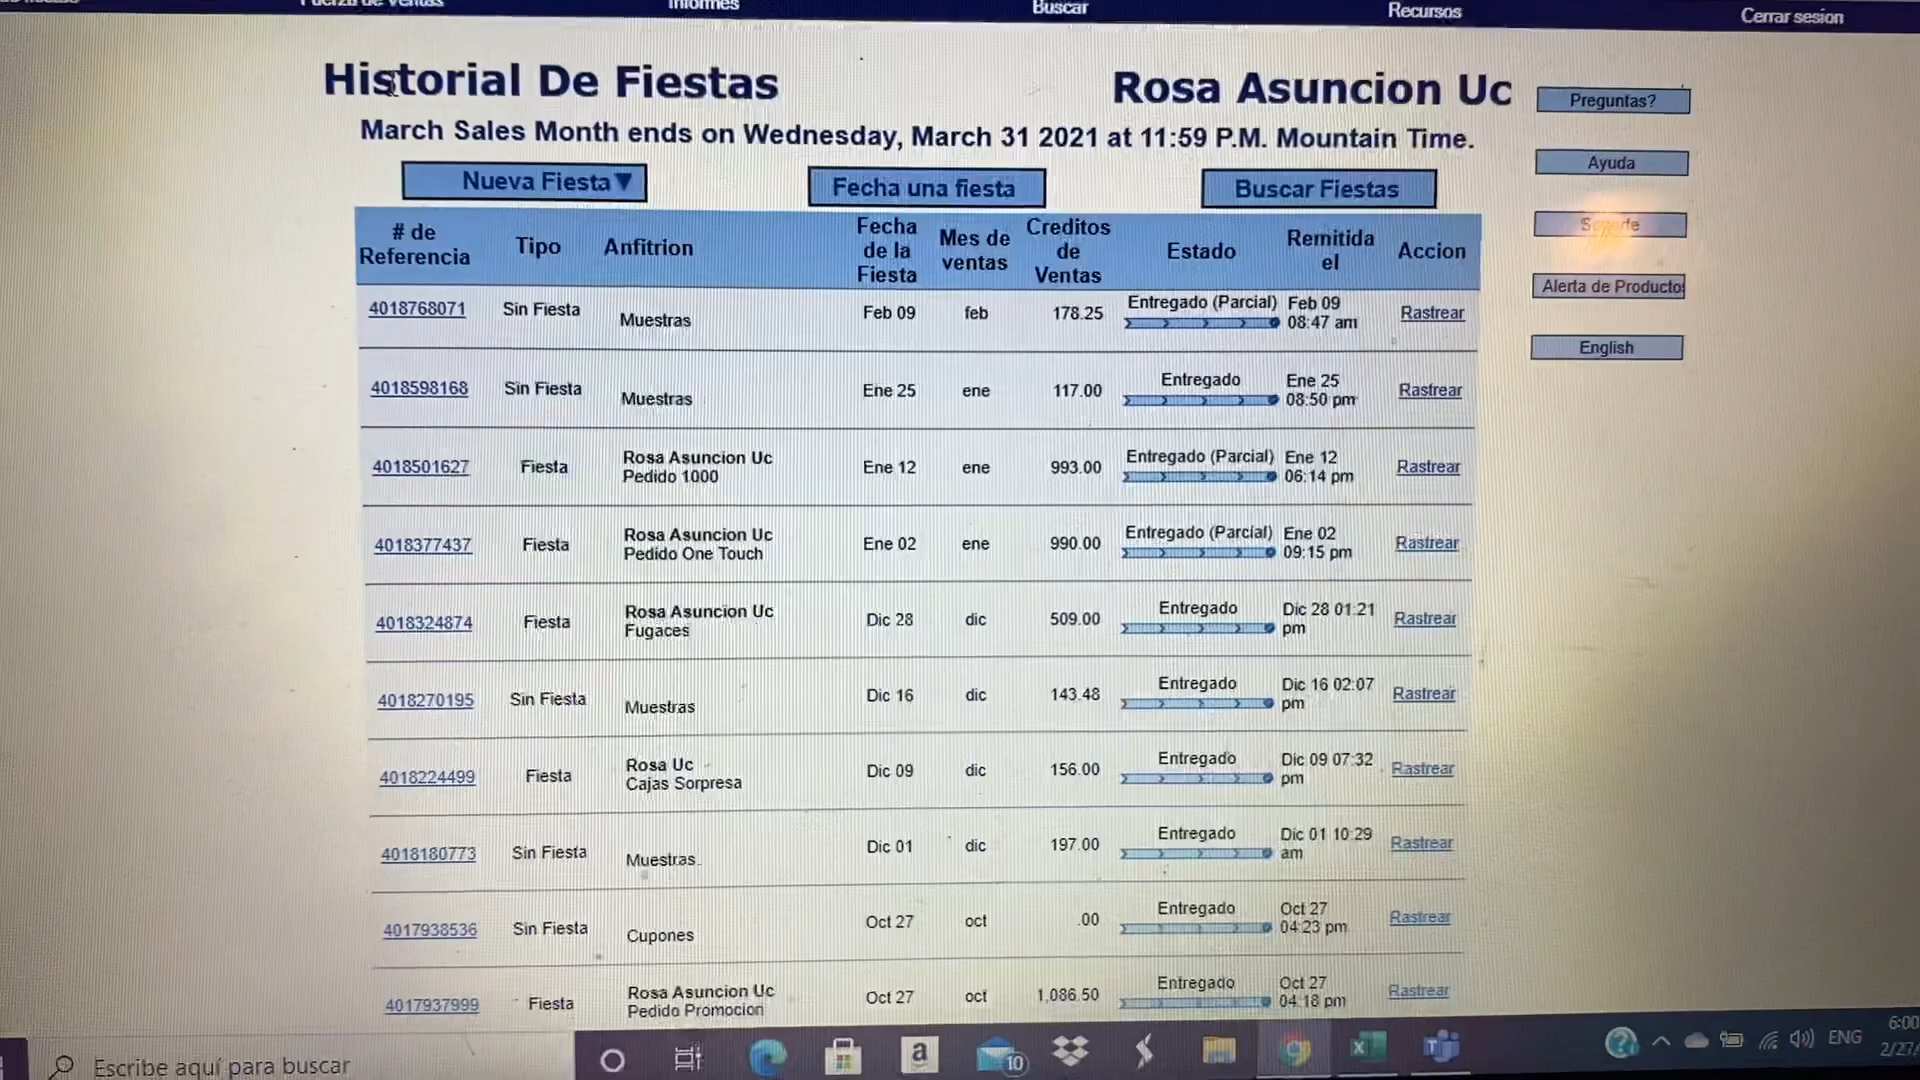 Fuerza de Ventas Informes Buscar Recursos Cerrar sesion
Historial De Fiestas Rosa Asuncion Uc
March Sales Month ends on Wednesday, March 31 2021 at 11:59 P.M. Mountain Time.
Nueva Fiesta▼ Fecha una fiesta Buscar Fiestas
Preguntas?
Ayuda
Soporte
Alerta de Producto
English
# de Referencia Tipo Anfitrion Fecha de la Fiesta Mes de ventas Creditos de Ventas Estado Remitida el Accion
4018768071 Sin Fiesta Muestras Feb 09 feb 178.25 Entregado (Parcial) Feb 09 08:47 am Rastrear
4018598168 Sin Fiesta Muestras Ene 25 ene 117.00 Entregado Ene 25 08:50 pm Rastrear
4018501627 Fiesta Rosa Asuncion Uc Pedido 1000 Ene 12 ene 993.00 Entregado (Parcial) Ene 12 06:14 pm Rastrear
4018377437 Fiesta Rosa Asuncion Uc Pedido One Touch Ene 02 ene 990.00 Entregado (Parcial) Ene 02 09:15 pm Rastrear
4018324874 Fiesta Rosa Asuncion Uc Fugaces Dic 28 dic 509.00 Entregado Dic 28 01:21 pm Rastrear
4018270195 Sin Fiesta Muestras Dic 16 dic 143.48 Entregado Dic 16 02:07 pm Rastrear
4018224499 Fiesta Rosa Uc Cajas Sorpresa Dic 09 dic 156.00 Entregado Dic 09 07:32 pm Rastrear
4018180773 Sin Fiesta Muestras Dic 01 dic 197.00 Entregado Dic 01 10:29 am Rastrear
4017938536 Sin Fiesta Cupones Oct 27 oct .00 Entregado Oct 27 04:23 pm Rastrear
4017937999 Fiesta Rosa Asuncion Uc Pedido Promocion Oct 27 oct 1,086.50 Entregado Oct 27 04:18 pm Rastrear
Escribe aquí para buscar 10 ENG 6:00
2/27/